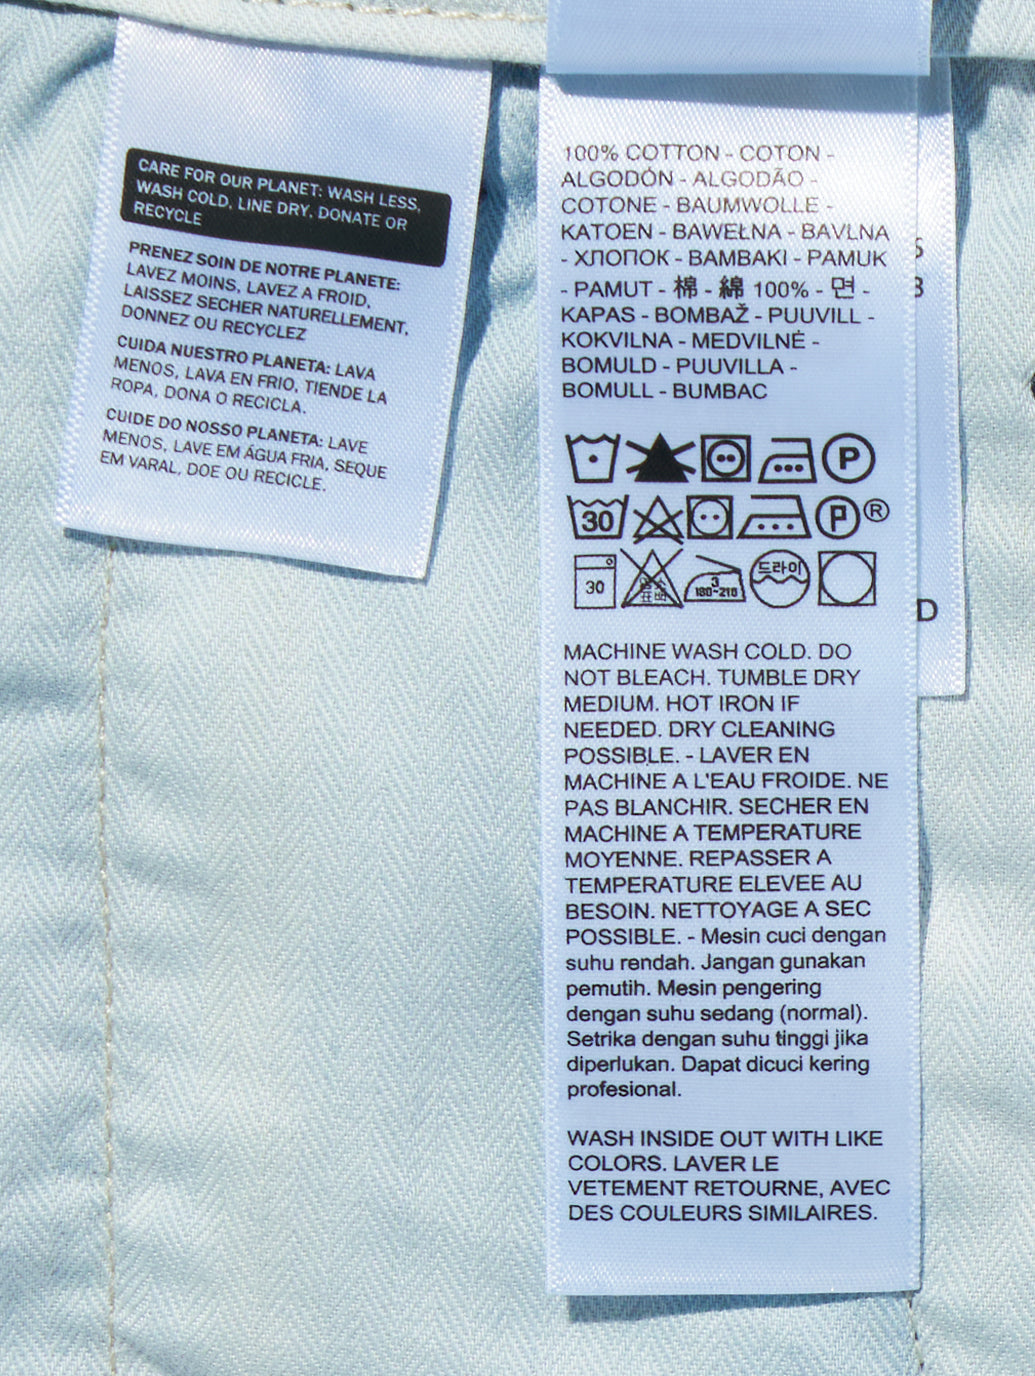 CARE FOR OUR PLANET: WASH LESS,
WASH COLD, LINE DRY, DONATE OR
RECYCLE
PRENEZ SOIN DE NOTRE PLANETE:
LAVEZ MOINS, LAVEZ A FROID,
LAISSEZ SECHER NATURELLEMENT,
DONNEZ OU RECYCLEZ
CUIDA NUESTRO PLANETA: LAVA
MENOS, LAVA EN FRIO, TIENDE LA
ROPA, DONA O RECICLA.
CUIDE DO NOSSO PLANETA: LAVE
MENOS, LAVE EM ÁGUA FRIA, SEQUE
EM VARAL, DOE OU RECICLE.
100% COTTON - COTON -
ALGODÓN - ALGODÃO -
COTONE - BAUMWOLLE -
KATOEN - BAWEŁNA - BAVLNA
- ХЛОПОК - BAMBAKI - PAMUK
- PAMUT - 棉 - 綿 100% - 면 -
KAPAS - BOMBAŽ - PUUVILL -
KOKVILNA - MEDVILNĖ -
BOMULD - PUUVILLA -
BOMULL - BUMBAC
P
30 P ®
30 3 180~210 드라이
MACHINE WASH COLD. DO
NOT BLEACH. TUMBLE DRY
MEDIUM. HOT IRON IF
NEEDED. DRY CLEANING
POSSIBLE. - LAVER EN
MACHINE A L'EAU FROIDE. NE
PAS BLANCHIR. SECHER EN
MACHINE A TEMPERATURE
MOYENNE. REPASSER A
TEMPERATURE ELEVEE AU
BESOIN. NETTOYAGE A SEC
POSSIBLE. - Mesin cuci dengan
suhu rendah. Jangan gunakan
pemutih. Mesin pengering
dengan suhu sedang (normal).
Setrika dengan suhu tinggi jika
diperlukan. Dapat dicuci kering
profesional.
WASH INSIDE OUT WITH LIKE
COLORS. LAVER LE
VETEMENT RETOURNE, AVEC
DES COULEURS SIMILAIRES.
D